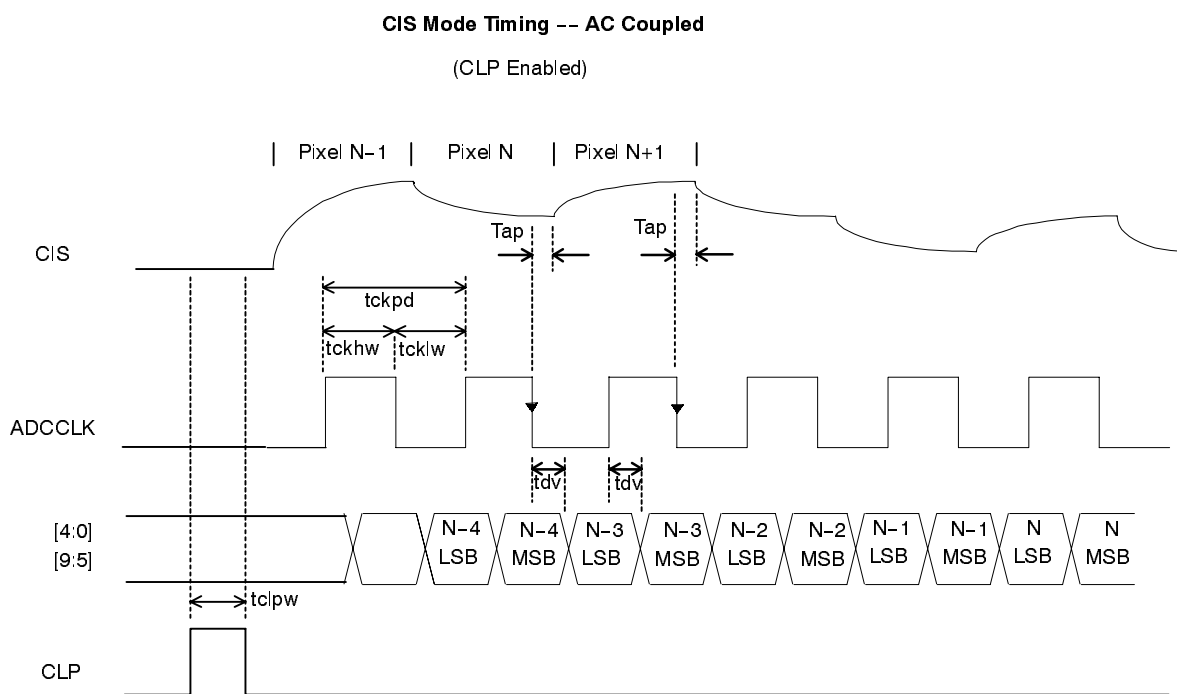 CIS Mode Timing -- AC Coupled
(CLP Enabled)
| Pixel N-1 | Pixel N | Pixel N+1 |
CIS
Tap
Tap
tckpd
tckhw
tcklw
ADCCLK
tdv
tdv
[4:0]
[9:5]
N-4 LSB
N-4 MSB
N-3 LSB
N-3 MSB
N-2 LSB
N-2 MSB
N-1 LSB
N-1 MSB
N LSB
N MSB
tclpw
CLP